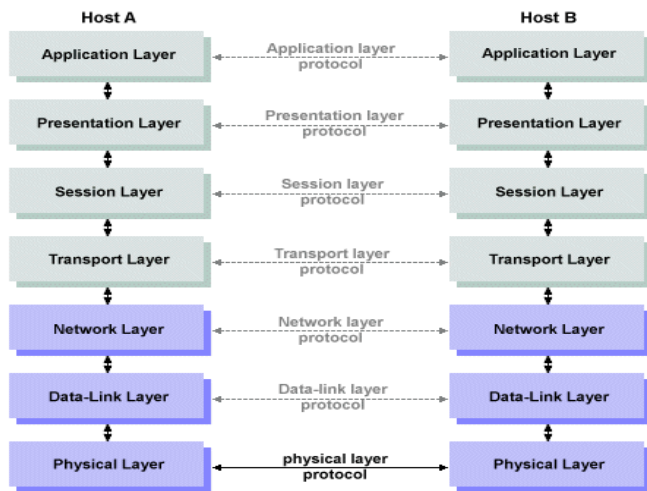 Host A
Host B
Application Layer
Application layer
protocol
Application Layer
Presentation Layer
Presentation layer
protocol
Presentation Layer
Session Layer
Session layer
protocol
Session Layer
Transport Layer
Transport layer
protocol
Transport Layer
Network Layer
Network layer
protocol
Network Layer
Data-Link Layer
Data-link layer
protocol
Data-Link Layer
Physical Layer
physical layer
protocol
Physical Layer